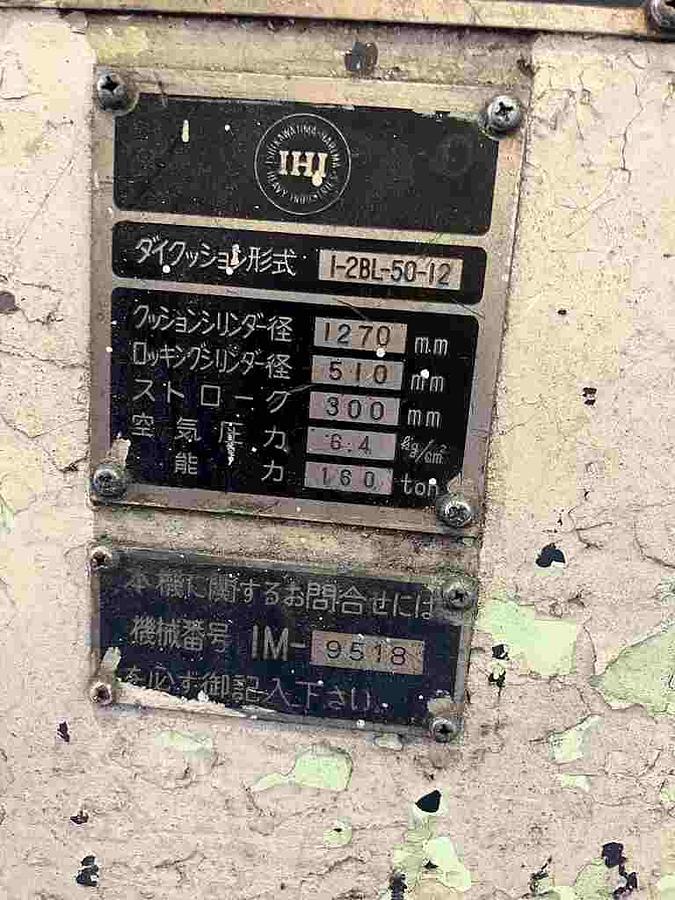 ISHIKAWAJIMA-HARIMA HEAVY INDUSTRIES
IHI
ダイクッション形式 1-2BL-50-12
クッションシリンダー径 1270 mm
ロッキングシリンダー径 510 mm
ストローク 300 mm
空気圧力 6.4 kg/cm²
能力 160 ton
本機に関するお問合せには
機械番号 IM-9518
を必ず御記入下さい。